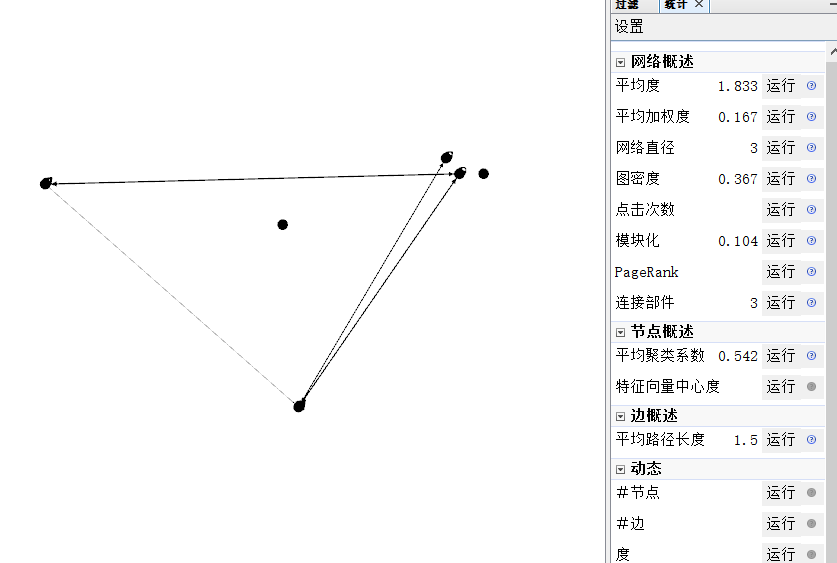 过滤 统计
设置
网络概述
平均度 1.833 运行
平均加权度 0.167 运行
网络直径 3 运行
图密度 0.367 运行
点击次数 运行
模块化 0.104 运行
PageRank 运行
连接部件 3 运行
节点概述
平均聚类系数 0.542 运行
特征向量中心度 运行
边概述
平均路径长度 1.5 运行
动态
#节点 运行
#边 运行
度 运行